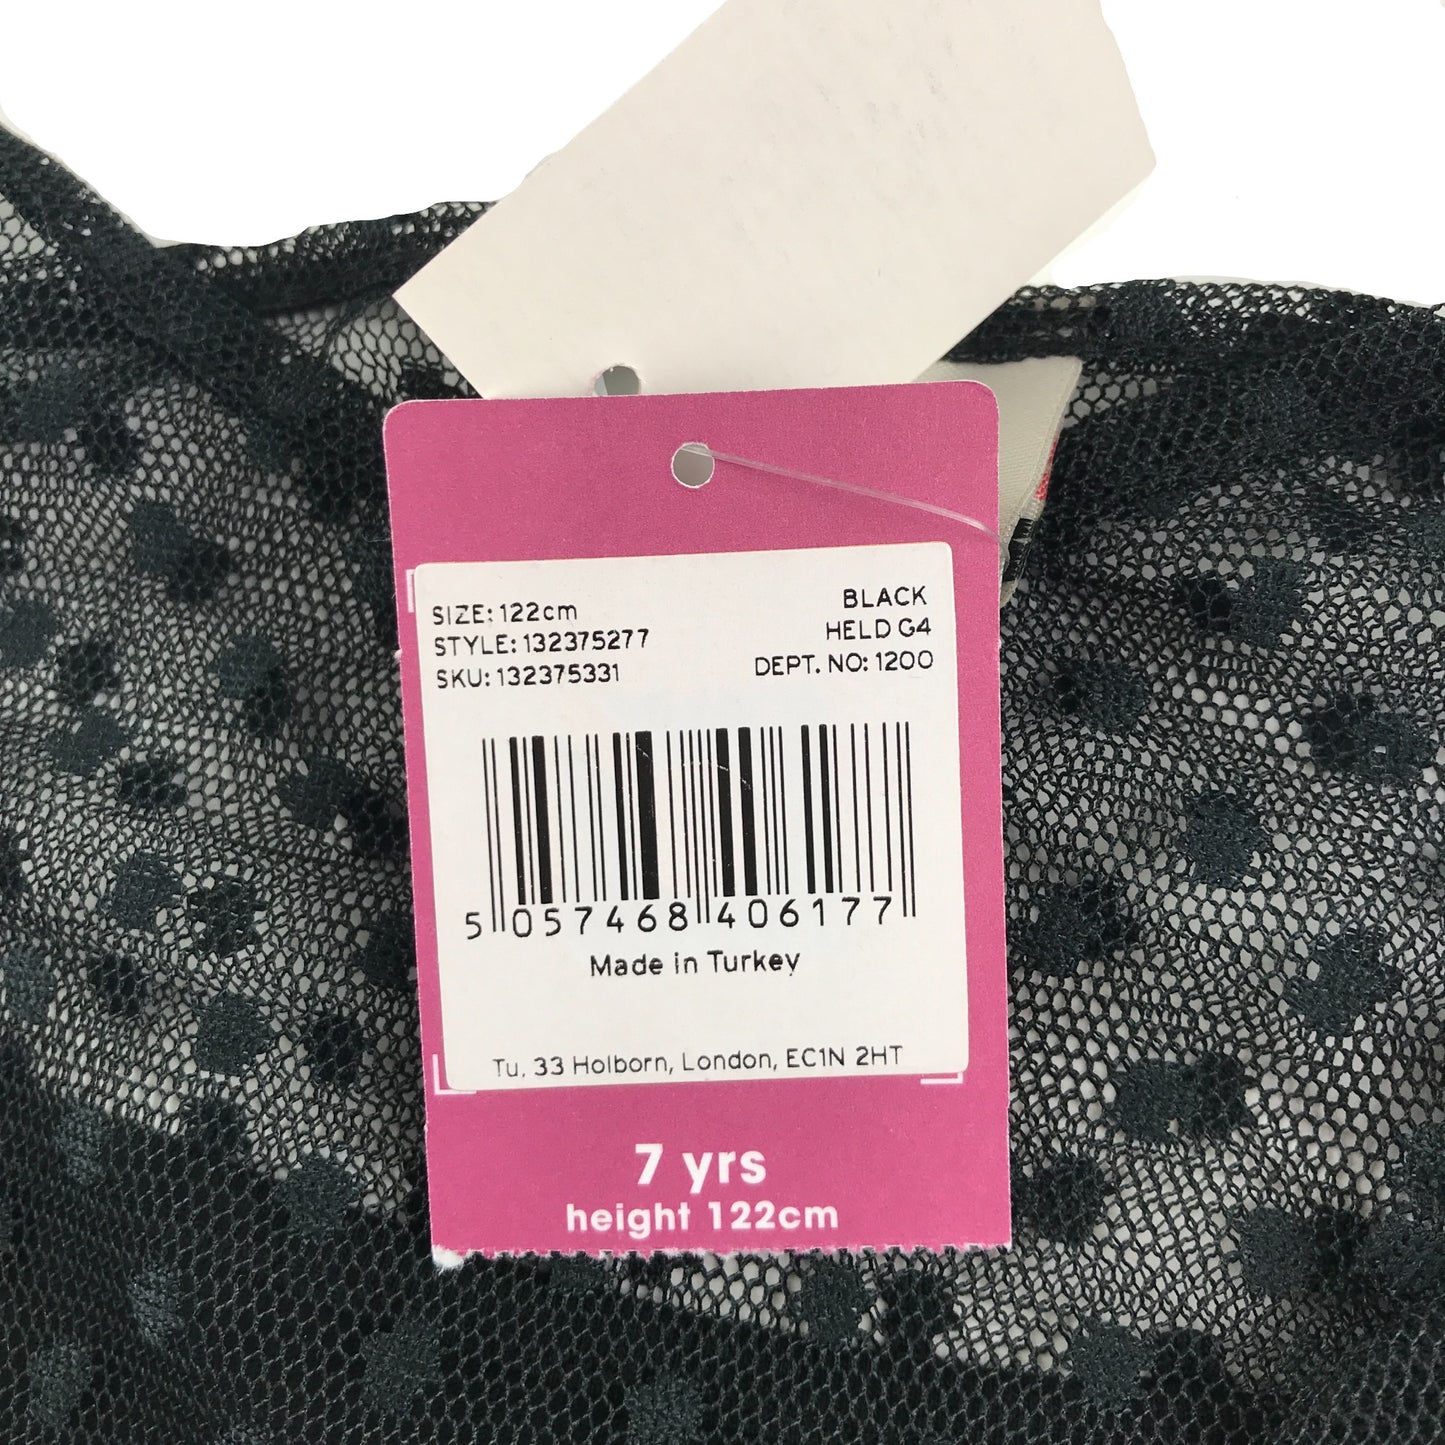 SIZE: 122cm
STYLE: 132375277
SKU: 132375331
BLACK
HELD G4
DEPT. NO: 1200
5 057468 406177
Made in Turkey
Tu, 33 Holborn, London, EC1N 2HT
7 yrs
height 122cm